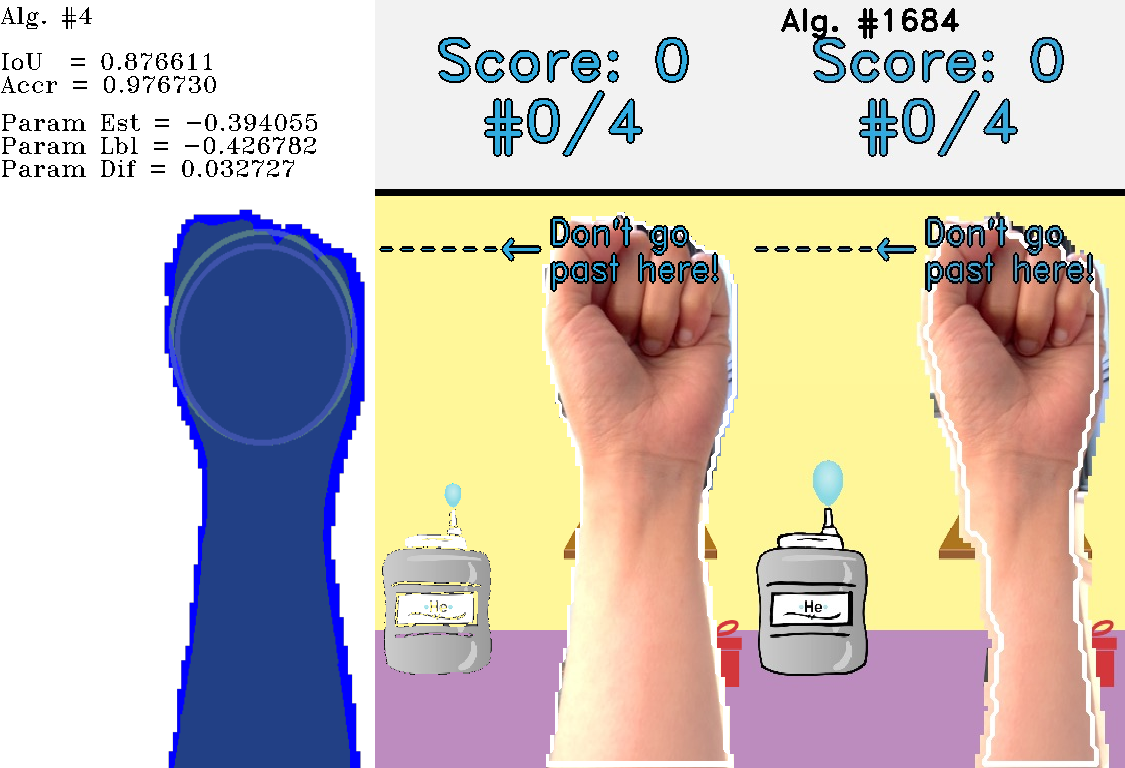 Alg. #4
IoU = 0.876611
Accr = 0.976730
Param Est = -0.394055
Param Lbl = -0.426782
Param Dif = 0.032727
Score: 0
#0/4
Don't go
past here!
He
Alg. #1684
Score: 0
#0/4
Don't go
past here!
He